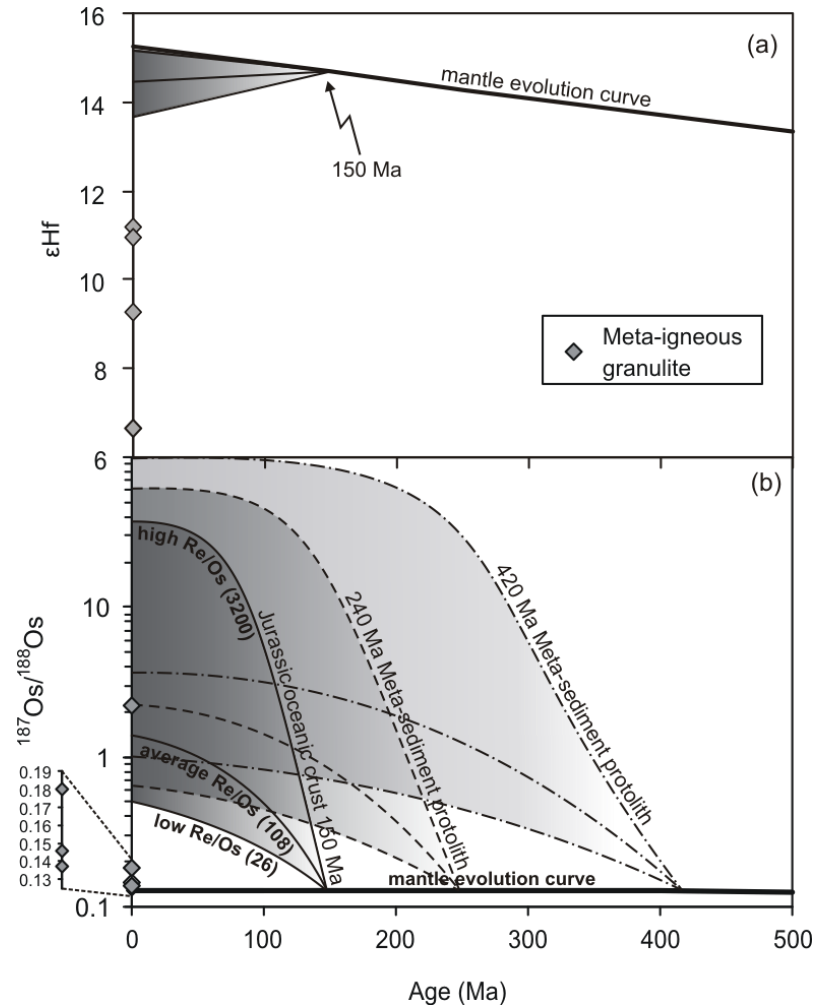 16
(a)
mantle evolution curve
14
150 Ma
12
εHf
10
Meta-igneous
granulite
8
6
(b)
high Re/Os (3200)
Jurassic oceanic crust 150 Ma
240 Ma Meta-sediment protolith
420 Ma Meta-sediment protolith
10
187Os/188Os
1
average Re/Os (108)
low Re/Os (26)
0.19
0.18
0.17
0.16
0.15
0.14
0.13
mantle evolution curve
0.1
0 100 200 300 400 500
Age (Ma)